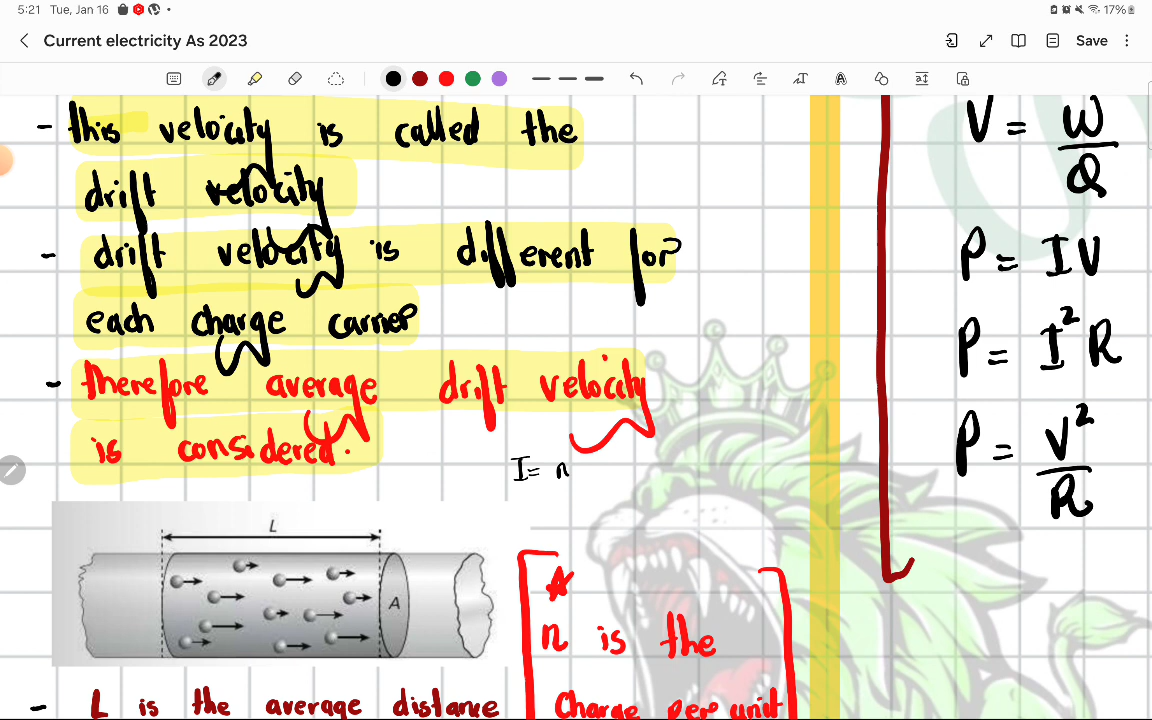 5:21 Tue, Jan 16
17%
Current electricity As 2023
Save
- this velocity is called the
drift velocity
- drift velocity is different for
each charge carrier
- therefore average drift velocity
is considered.
I= n
L
A
n is the
Charge per unit
- L is the average distance
V = W/Q
P = IV
P = I²R
P = V²/R